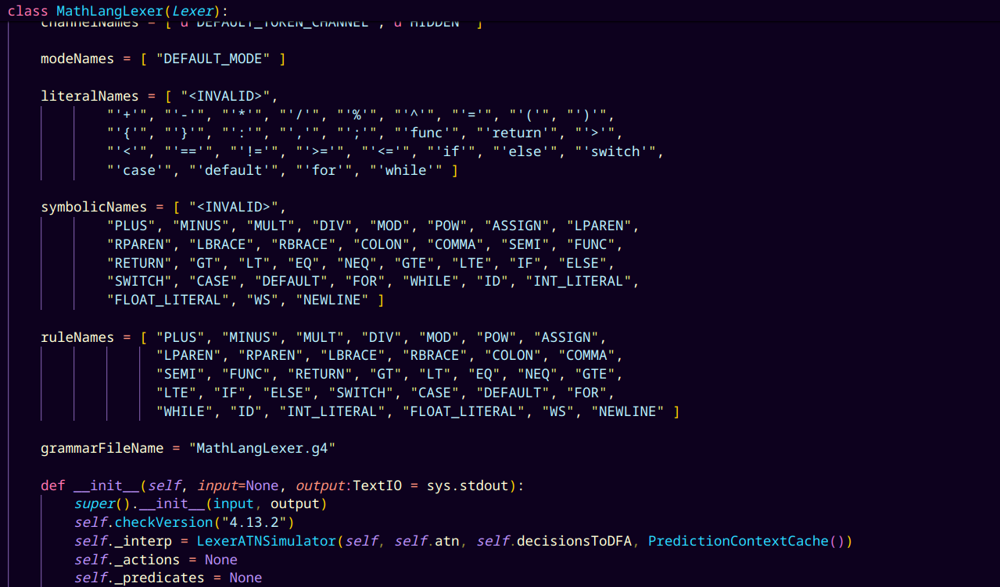 class MathLangLexer(Lexer):
    channelNames = [ u"DEFAULT_TOKEN_CHANNEL", u"HIDDEN" ]
    modeNames = [ "DEFAULT_MODE" ]
    literalNames = [ "<INVALID>",
            "'+'", "'-'", "'*'", "'/'", "'%'", "'^'", "'='", "'('", "')'",
            "'{'", "'}'", "':'", "','", "';'", "'func'", "'return'", "'>'",
            "'<'", "'=='", "'!='", "'>='", "'<='", "'if'", "'else'", "'switch'",
            "'case'", "'default'", "'for'", "'while'" ]
    symbolicNames = [ "<INVALID>",
            "PLUS", "MINUS", "MULT", "DIV", "MOD", "POW", "ASSIGN", "LPAREN",
            "RPAREN", "LBRACE", "RBRACE", "COLON", "COMMA", "SEMI", "FUNC",
            "RETURN", "GT", "LT", "EQ", "NEQ", "GTE", "LTE", "IF", "ELSE",
            "SWITCH", "CASE", "DEFAULT", "FOR", "WHILE", "ID", "INT_LITERAL",
            "FLOAT_LITERAL", "WS", "NEWLINE" ]
    ruleNames = [ "PLUS", "MINUS", "MULT", "DIV", "MOD", "POW", "ASSIGN",
                  "LPAREN", "RPAREN", "LBRACE", "RBRACE", "COLON", "COMMA",
                  "SEMI", "FUNC", "RETURN", "GT", "LT", "EQ", "NEQ", "GTE",
                  "LTE", "IF", "ELSE", "SWITCH", "CASE", "DEFAULT", "FOR",
                  "WHILE", "ID", "INT_LITERAL", "FLOAT_LITERAL", "WS", "NEWLINE" ]
    grammarFileName = "MathLangLexer.g4"
    def __init__(self, input=None, output:TextIO = sys.stdout):
        super().__init__(input, output)
        self.checkVersion("4.13.2")
        self._interp = LexerATNSimulator(self, self.atn, self.decisionsToDFA, PredictionContextCache())
        self._actions = None
        self._predicates = None